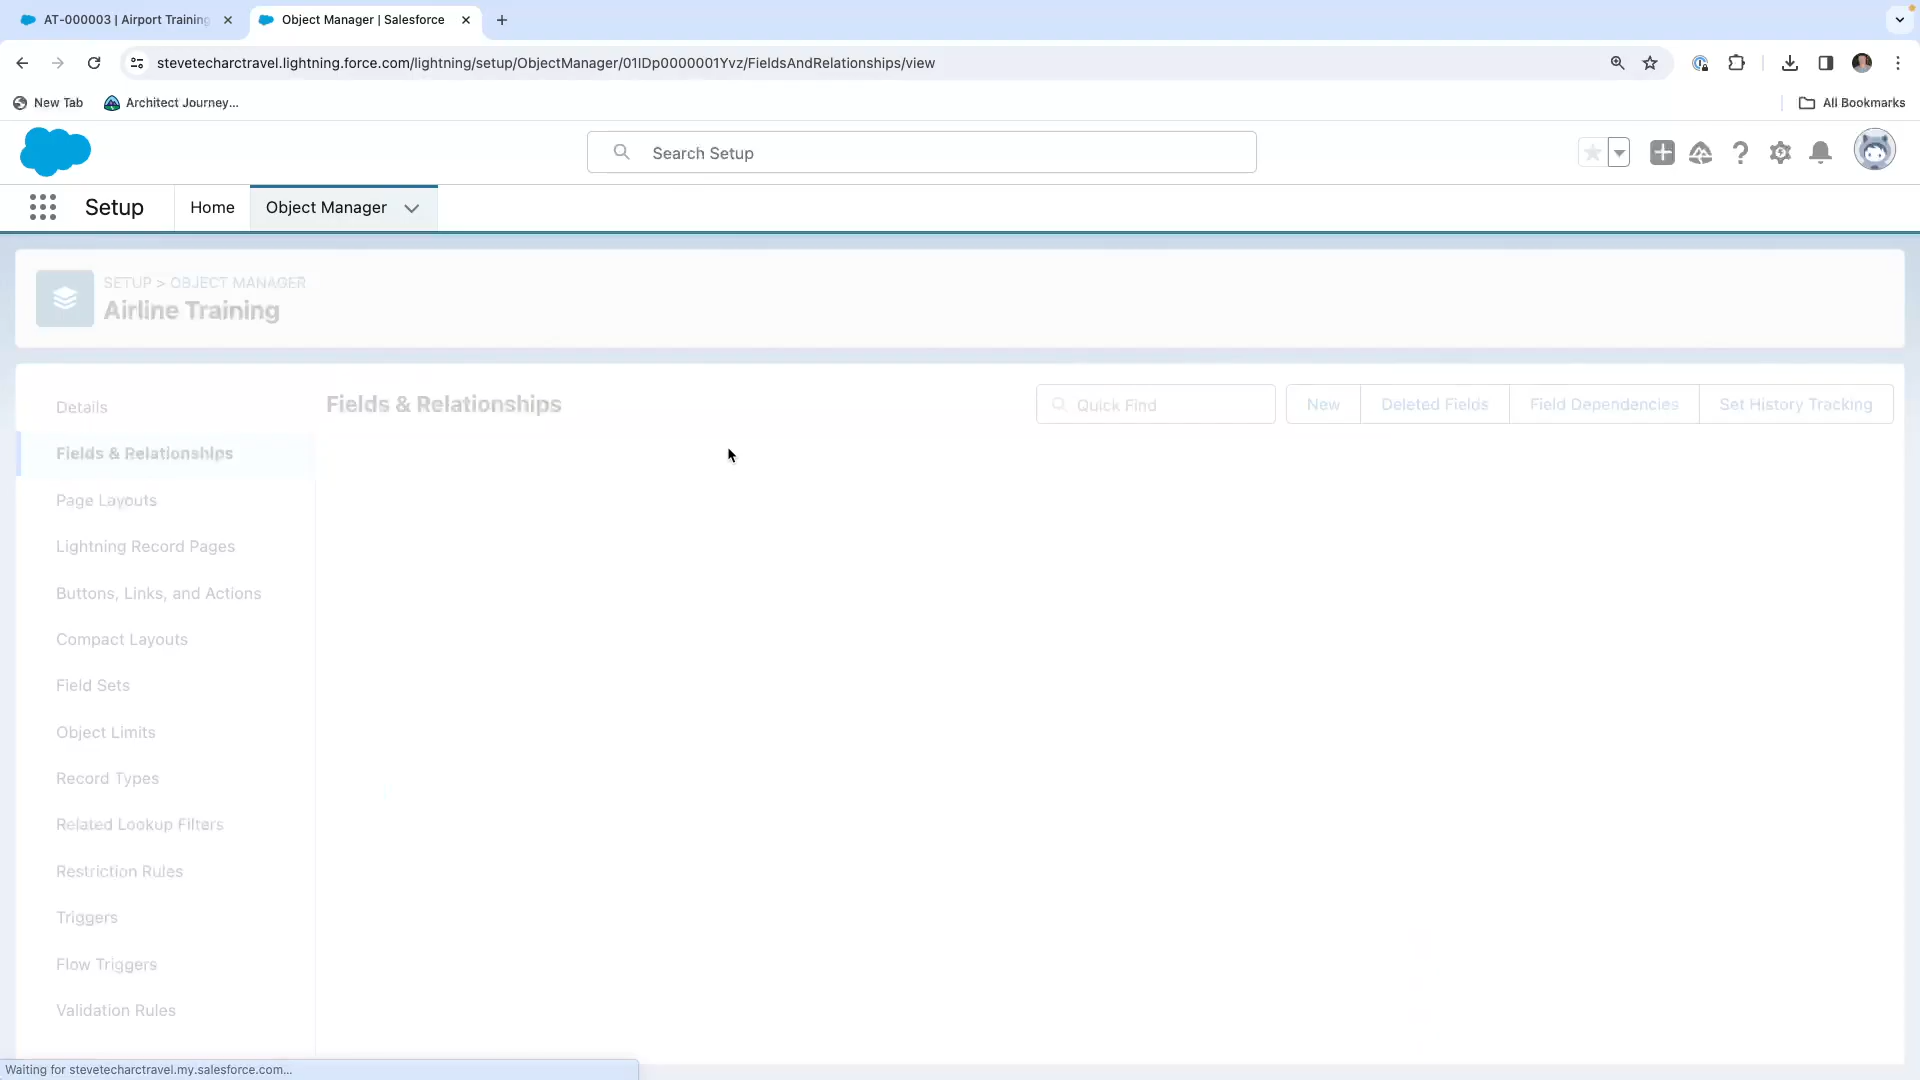 AT-000003 | Airport Training
Object Manager | Salesforce
stevetecharctravel.lightning.force.com/lightning/setup/ObjectManager/01IDp0000001Yvz/FieldsAndRelationships/view
New Tab
Architect Journey...
All Bookmarks
Search Setup
Setup
Home
Object Manager
SETUP > OBJECT MANAGER
Airline Training
Details
Fields & Relationships
Quick Find
New
Deleted Fields
Field Dependencies
Set History Tracking
Fields & Relationships
Page Layouts
Lightning Record Pages
Buttons, Links, and Actions
Compact Layouts
Field Sets
Object Limits
Record Types
Related Lookup Filters
Restriction Rules
Triggers
Flow Triggers
Validation Rules
Waiting for stevetecharctravel.my.salesforce.com...